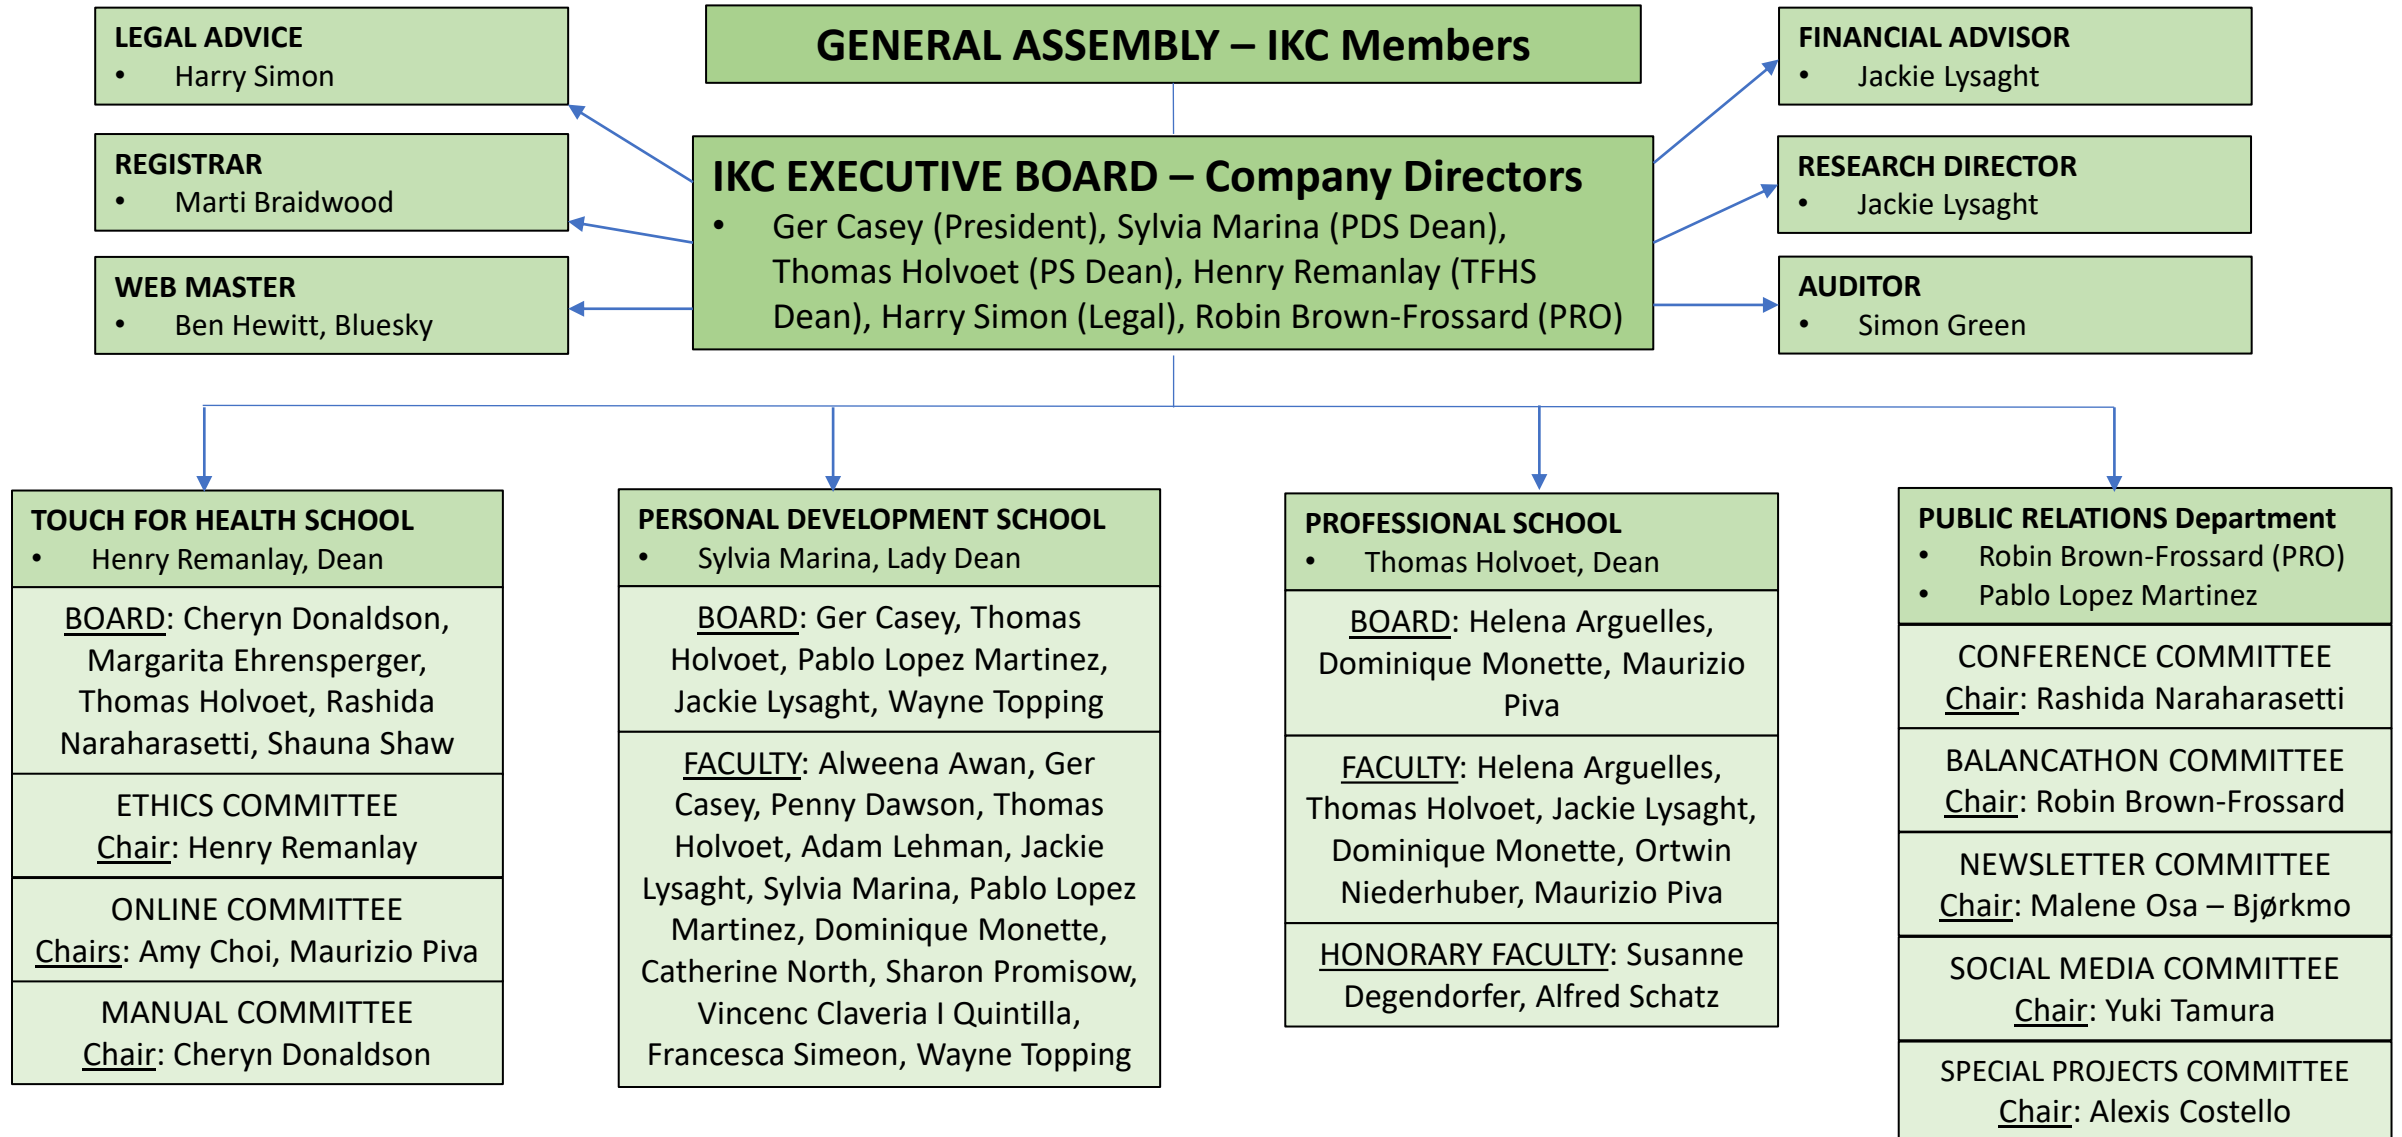 LEGAL ADVICE
• Harry Simon
REGISTRAR
• Marti Braidwood
WEB MASTER
• Ben Hewitt, Bluesky
GENERAL ASSEMBLY – IKC Members
IKC EXECUTIVE BOARD – Company Directors
• Ger Casey (President), Sylvia Marina (PDS Dean),
Thomas Holvoet (PS Dean), Henry Remanlay (TFHS
Dean), Harry Simon (Legal), Robin Brown-Frossard (PRO)
FINANCIAL ADVISOR
• Jackie Lysaght
RESEARCH DIRECTOR
• Jackie Lysaght
AUDITOR
• Simon Green
TOUCH FOR HEALTH SCHOOL
• Henry Remanlay, Dean
BOARD: Cheryn Donaldson,
Margarita Ehrensperger,
Thomas Holvoet, Rashida
Naraharasetti, Shauna Shaw
ETHICS COMMITTEE
Chair: Henry Remanlay
ONLINE COMMITTEE
Chairs: Amy Choi, Maurizio Piva
MANUAL COMMITTEE
Chair: Cheryn Donaldson
PERSONAL DEVELOPMENT SCHOOL
• Sylvia Marina, Lady Dean
BOARD: Ger Casey, Thomas
Holvoet, Pablo Lopez Martinez,
Jackie Lysaght, Wayne Topping
FACULTY: Alweena Awan, Ger
Casey, Penny Dawson, Thomas
Holvoet, Adam Lehman, Jackie
Lysaght, Sylvia Marina, Pablo Lopez
Martinez, Dominique Monette,
Catherine North, Sharon Promisow,
Vincenc Claveria I Quintilla,
Francesca Simeon, Wayne Topping
PROFESSIONAL SCHOOL
• Thomas Holvoet, Dean
BOARD: Helena Arguelles,
Dominique Monette, Maurizio
Piva
FACULTY: Helena Arguelles,
Thomas Holvoet, Jackie Lysaght,
Dominique Monette, Ortwin
Niederhuber, Maurizio Piva
HONORARY FACULTY: Susanne
Degendorfer, Alfred Schatz
PUBLIC RELATIONS Department
• Robin Brown-Frossard (PRO)
• Pablo Lopez Martinez
CONFERENCE COMMITTEE
Chair: Rashida Naraharasetti
BALANCATHON COMMITTEE
Chair: Robin Brown-Frossard
NEWSLETTER COMMITTEE
Chair: Malene Osa – Bjørkmo
SOCIAL MEDIA COMMITTEE
Chair: Yuki Tamura
SPECIAL PROJECTS COMMITTEE
Chair: Alexis Costello